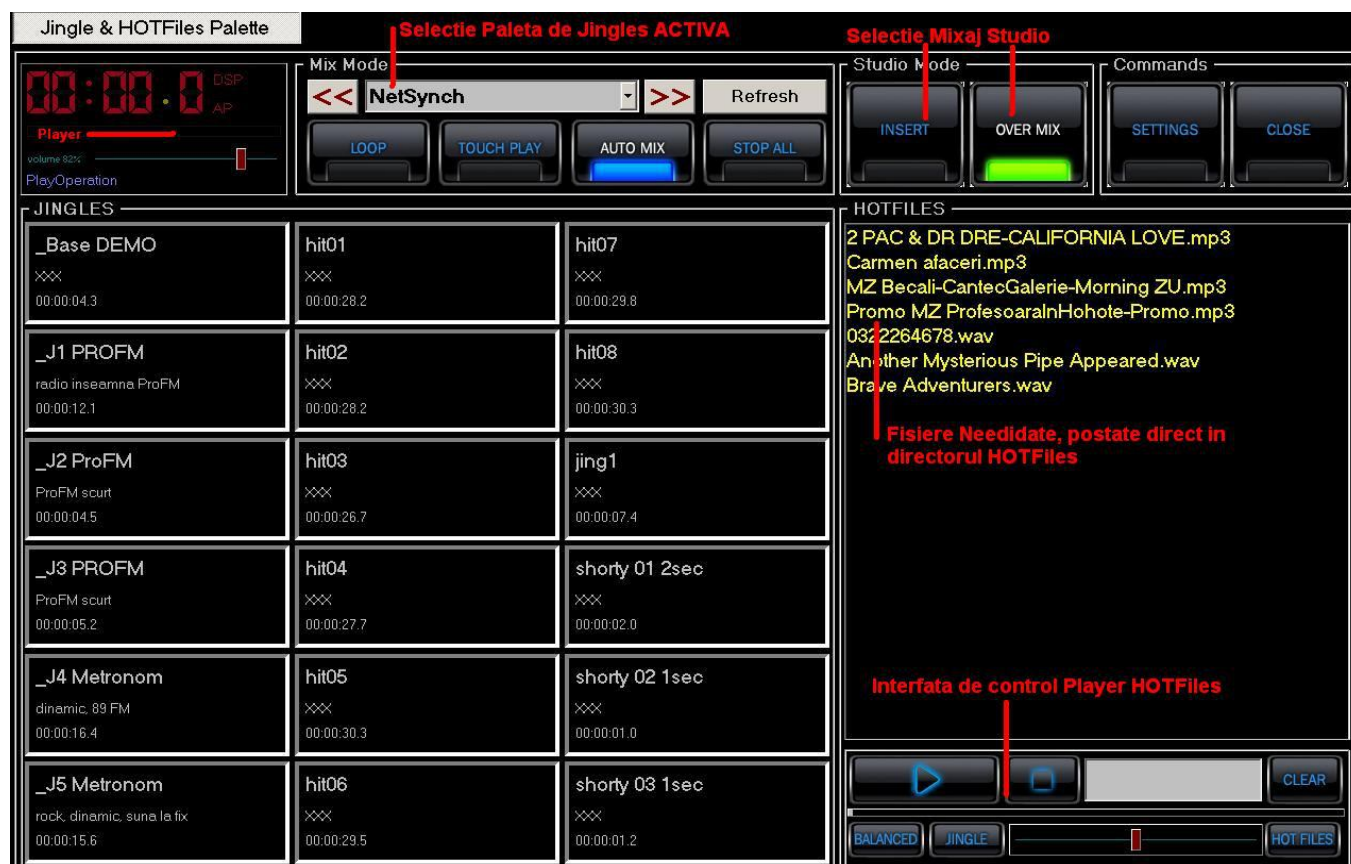 Jingle & HOTFiles Palette
Selectie Paleta de Jingles ACTIVA
Selectie Mixaj Studio
00:00.0
DSP
AP
Player
volume 82%
PlayOperation
Mix Mode
<<
NetSynch
>>
Refresh
LOOP
TOUCH PLAY
AUTO MIX
STOP ALL
Studio Mode
INSERT
OVER MIX
Commands
SETTINGS
CLOSE
JINGLES
_Base DEMO
xxx
00:00:04.3
hit01
xxx
00:00:28.2
hit07
xxx
00:00:29.8
_J1 PROFM
radio inseamna ProFM
00:00:12.1
hit02
xxx
00:00:28.2
hit08
xxx
00:00:30.3
_J2 ProFM
ProFM scurt
00:00:04.5
hit03
xxx
00:00:26.7
jing1
xxx
00:00:07.4
_J3 PROFM
ProFM scurt
00:00:05.2
hit04
xxx
00:00:27.7
shorty 01 2sec
xxx
00:00:02.0
_J4 Metronom
dinamic, 89 FM
00:00:16.4
hit05
xxx
00:00:30.3
shorty 02 1sec
xxx
00:00:01.0
_J5 Metronom
rock, dinamic, suna la fix
00:00:15.6
hit06
xxx
00:00:29.5
shorty 03 1sec
xxx
00:00:01.2
HOTFILES
2 PAC & DR DRE-CALIFORNIA LOVE.mp3
Carmen afaceri.mp3
MZ Becali-CantecGalerie-Morning ZU.mp3
Promo MZ ProfesoaraInHohote-Promo.mp3
0322264678.wav
Another Mysterious Pipe Appeared.wav
Brave Adventurers.wav
Fisiere Needidate, postate direct in
directorul HOTFiles
Interfata de control Player HOTFiles
CLEAR
BALANCED
JINGLE
HOT FILES